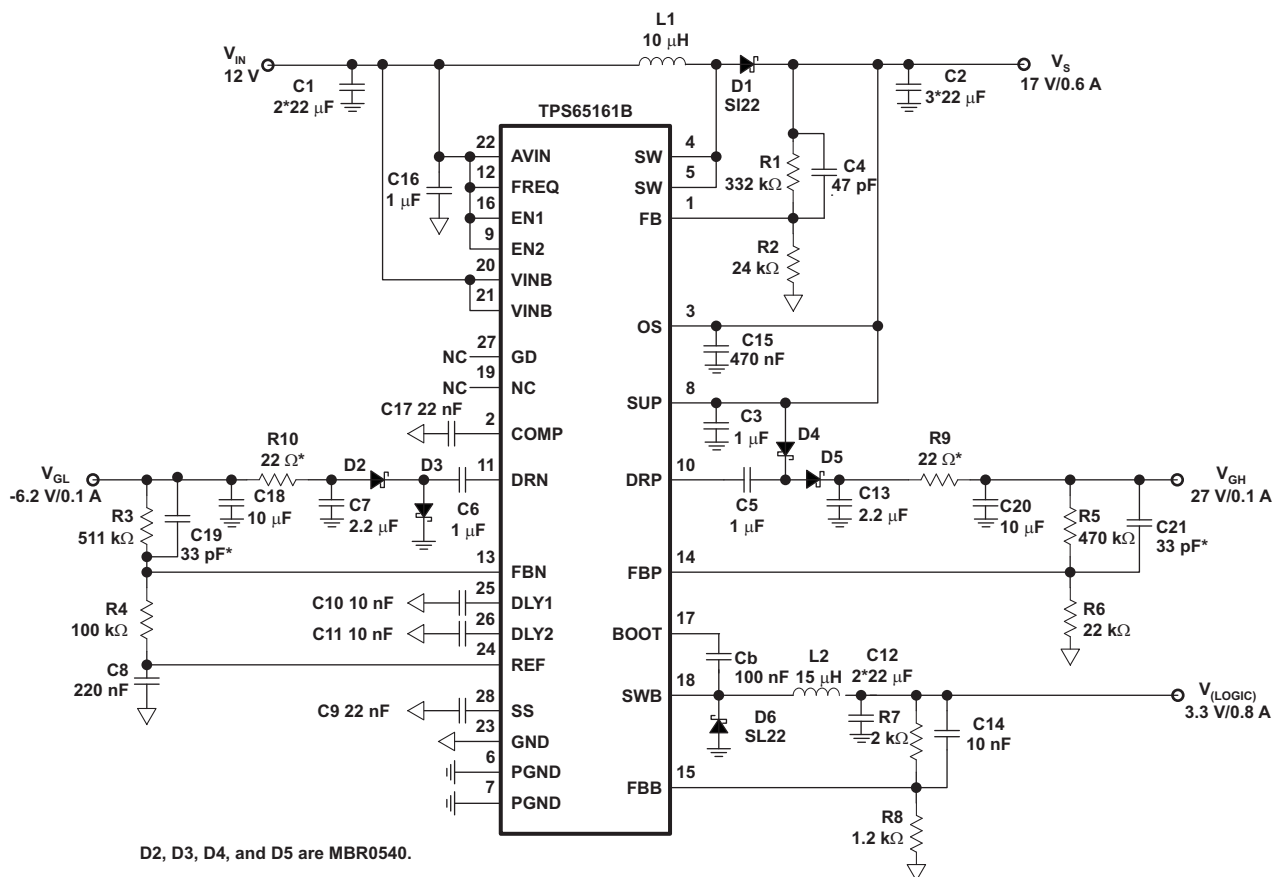 L1
10 μH
V_IN
12 V
C1
2*22 μF
D1
SI22
C2
3*22 μF
V_S
17 V/0.6 A
TPS65161B
22
AVIN
12
FREQ
16
EN1
9
EN2
20
VINB
21
VINB
27
NC
GD
19
NC
NC
2
COMP
11
DRN
13
FBN
25
DLY1
26
DLY2
24
REF
28
SS
23
GND
6
PGND
7
PGND
4
SW
5
SW
1
FB
3
OS
8
SUP
10
DRP
14
FBP
17
BOOT
18
SWB
15
FBB
C16
1 μF
R1
332 kΩ
C4
47 pF
R2
24 kΩ
C15
470 nF
C3
1 μF
D4
D5
C5
1 μF
C13
2.2 μF
R9
22 Ω*
C20
10 μF
R5
470 kΩ
C21
33 pF*
V_GH
27 V/0.1 A
R6
22 kΩ
C17 22 nF
V_GL
-6.2 V/0.1 A
R10
22 Ω*
D2
D3
C6
1 μF
C7
2.2 μF
C18
10 μF
C19
33 pF*
R3
511 kΩ
R4
100 kΩ
C8
220 nF
C10 10 nF
C11 10 nF
C9 22 nF
Cb
100 nF
L2
15 μH
C12
2*22 μF
D6
SL22
R7
2 kΩ
C14
10 nF
V_(LOGIC)
3.3 V/0.8 A
R8
1.2 kΩ
D2, D3, D4, and D5 are MBR0540.